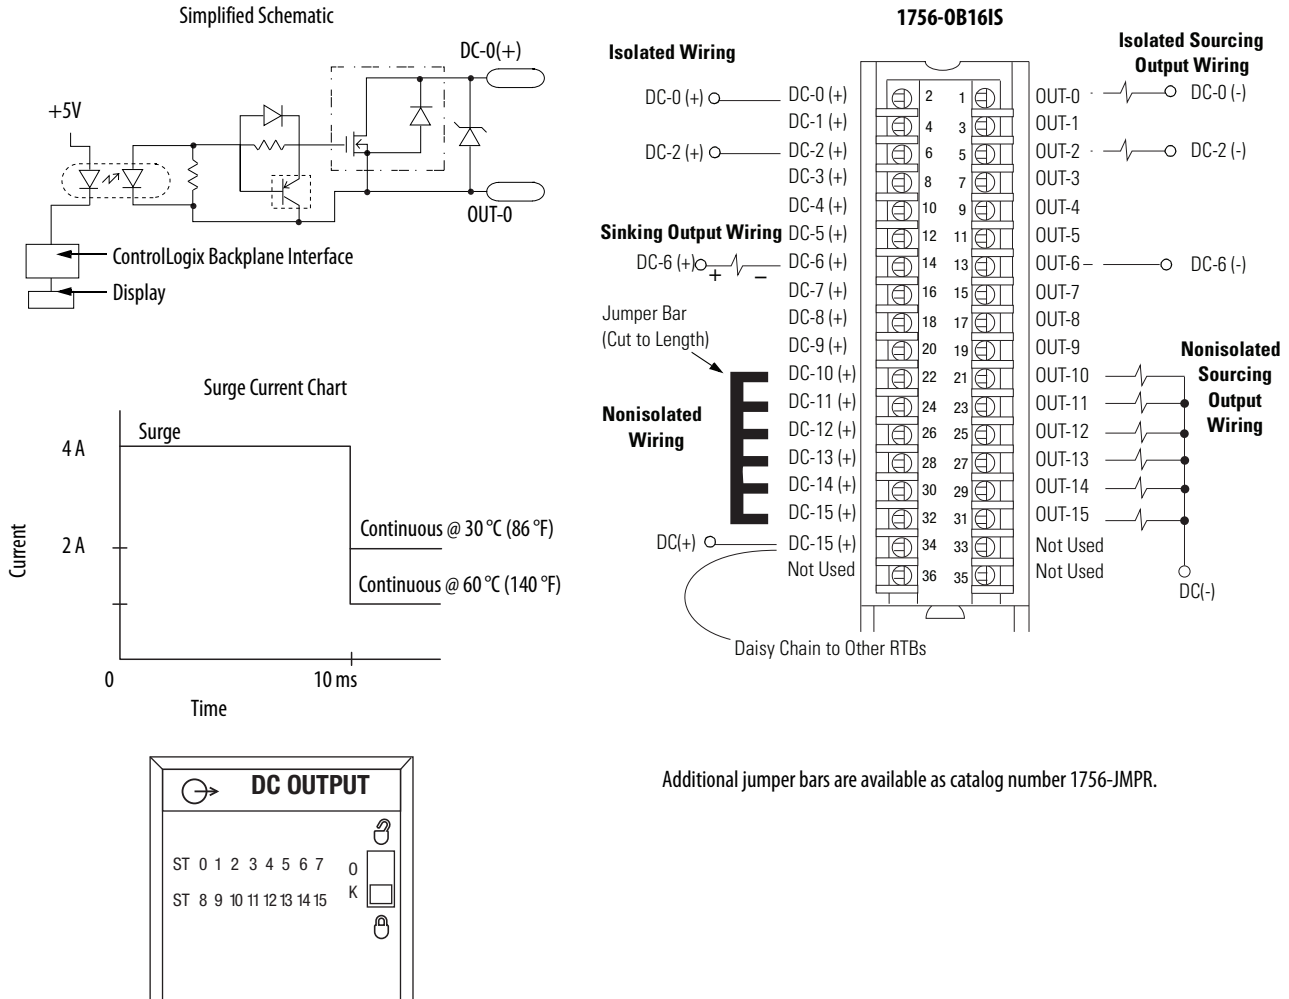 Simplified Schematic
+5V
DC-0(+)
OUT-0
ControlLogix Backplane Interface
Display
Surge Current Chart
Current
4 A
2 A
Surge
Continuous @ 30 °C (86 °F)
Continuous @ 60 °C (140 °F)
0
10 ms
Time
DC OUTPUT
ST 0 1 2 3 4 5 6 7
ST 8 9 10 11 12 13 14 15
O
K
1756-OB16IS
Isolated Wiring
Isolated Sourcing
Output Wiring
DC-0 (+) DC-0 (+) 2 1 OUT-0 DC-0 (-)
DC-1 (+) 4 3 OUT-1
DC-2 (+) DC-2 (+) 6 5 OUT-2 DC-2 (-)
DC-3 (+) 8 7 OUT-3
DC-4 (+) 10 9 OUT-4
Sinking Output Wiring DC-5 (+) 12 11 OUT-5
DC-6 (+) + – DC-6 (+) 14 13 OUT-6 DC-6 (-)
DC-7 (+) 16 15 OUT-7
Jumper Bar
(Cut to Length)
DC-8 (+) 18 17 OUT-8
DC-9 (+) 20 19 OUT-9
DC-10 (+) 22 21 OUT-10
DC-11 (+) 24 23 OUT-11
DC-12 (+) 26 25 OUT-12
DC-13 (+) 28 27 OUT-13
DC-14 (+) 30 29 OUT-14
DC-15 (+) 32 31 OUT-15
Nonisolated
Wiring
Nonisolated
Sourcing
Output
Wiring
DC(+) DC-15 (+) 34 33 Not Used
Not Used 36 35 Not Used
DC(-)
Daisy Chain to Other RTBs
Additional jumper bars are available as catalog number 1756-JMPR.